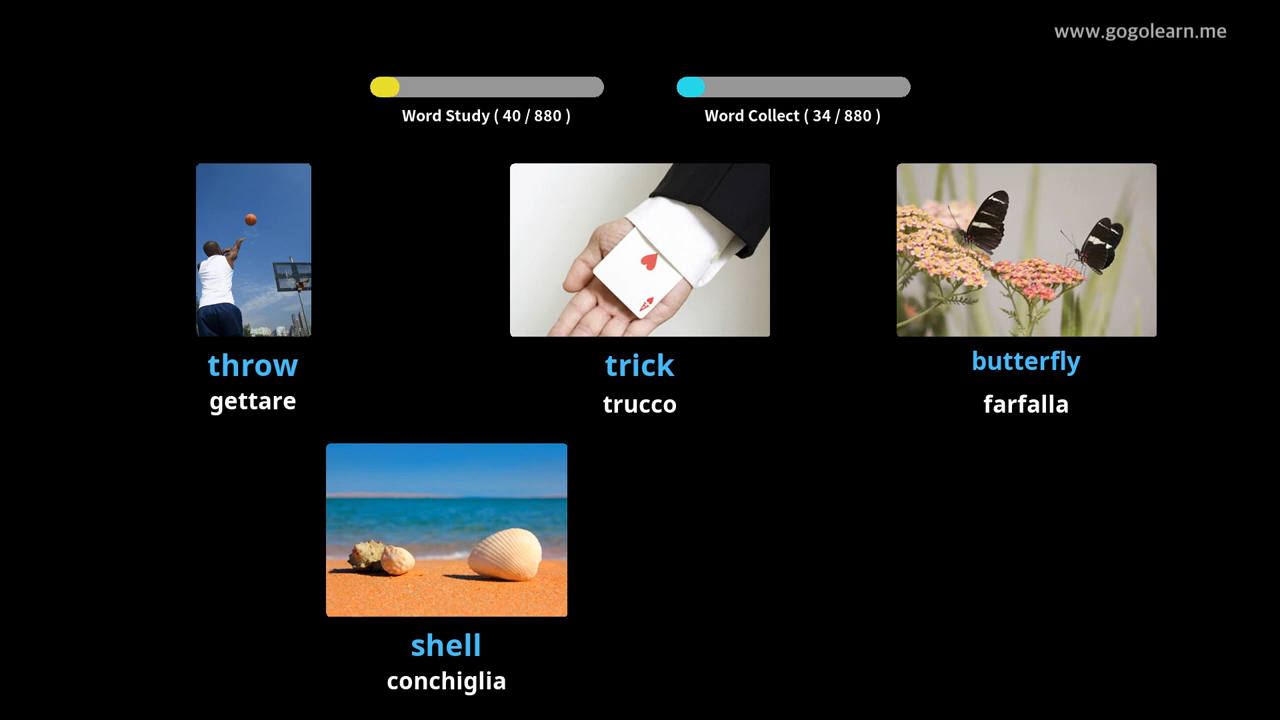 www.gogolearn.me
Word Study ( 40 / 880 )
Word Collect ( 34 / 880 )
throw
gettare
trick
trucco
butterfly
farfalla
shell
conchiglia